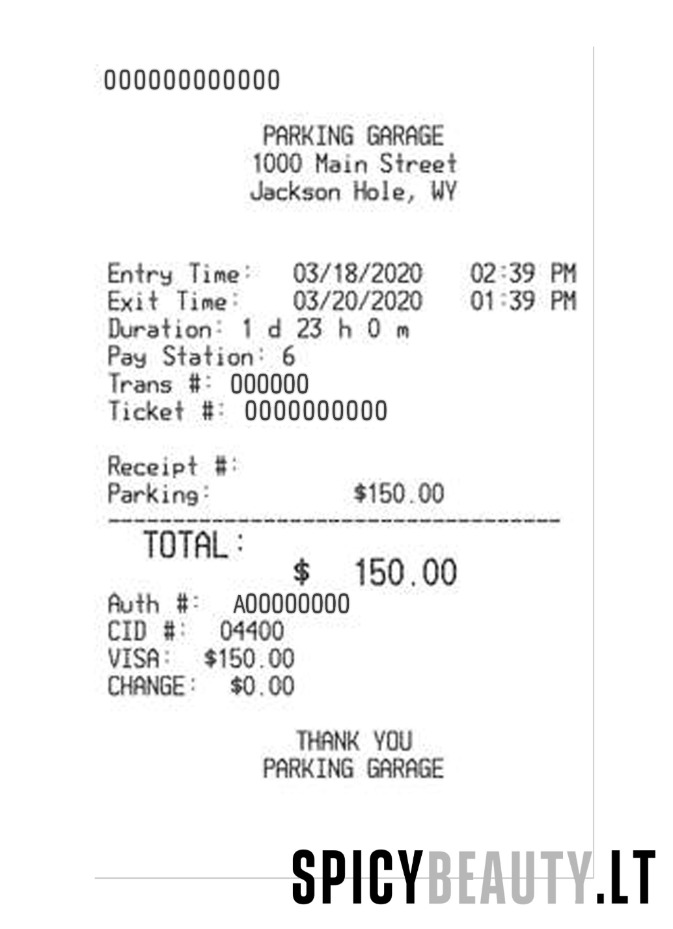 000000000000
PARKING GARAGE
1000 Main Street
Jackson Hole, WY
Entry Time: 03/18/2020 02:39 PM
Exit Time: 03/20/2020 01:39 PM
Duration: 1 d 23 h 0 m
Pay Station: 6
Trans #: 000000
Ticket #: 0000000000
Receipt #:
Parking: $150.00
-----------------------------------
TOTAL:
$ 150.00
Auth #: A00000000
CID #: 04400
VISA: $150.00
CHANGE: $0.00
THANK YOU
PARKING GARAGE
SPICYBEAUTY.LT